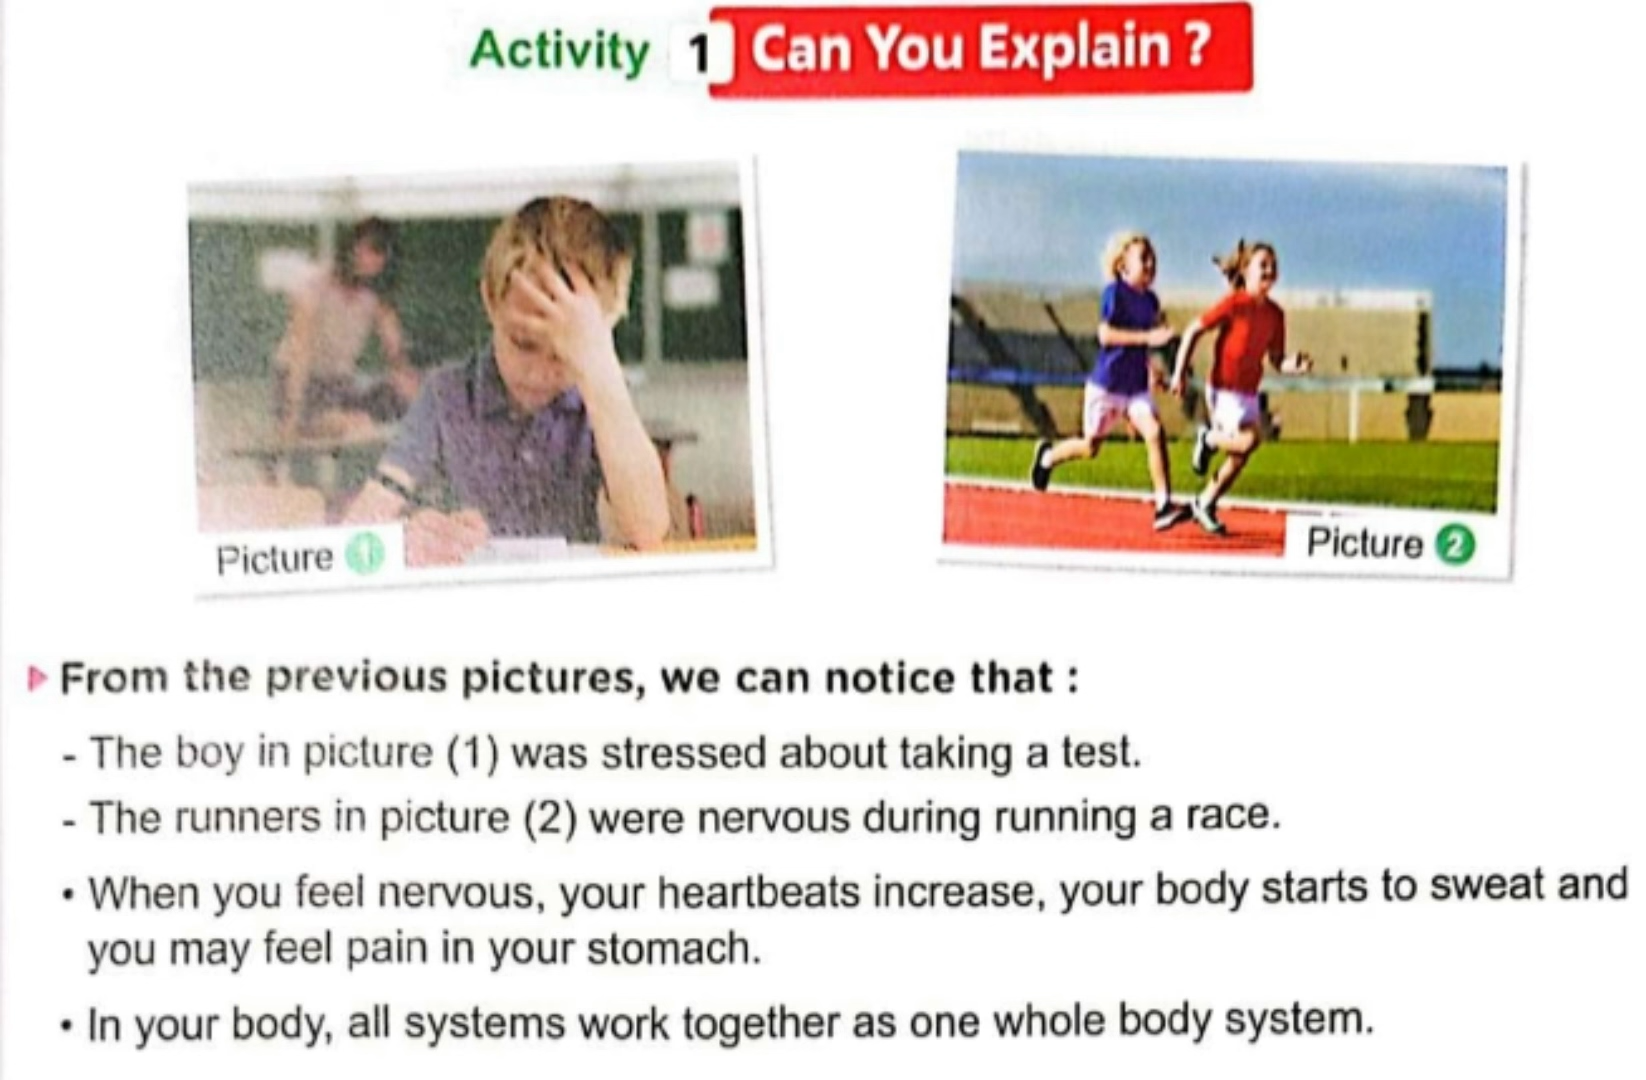 Activity 1 Can You Explain ?
Picture 1
Picture 2
From the previous pictures, we can notice that :
- The boy in picture (1) was stressed about taking a test.
- The runners in picture (2) were nervous during running a race.
• When you feel nervous, your heartbeats increase, your body starts to sweat and
you may feel pain in your stomach.
• In your body, all systems work together as one whole body system.